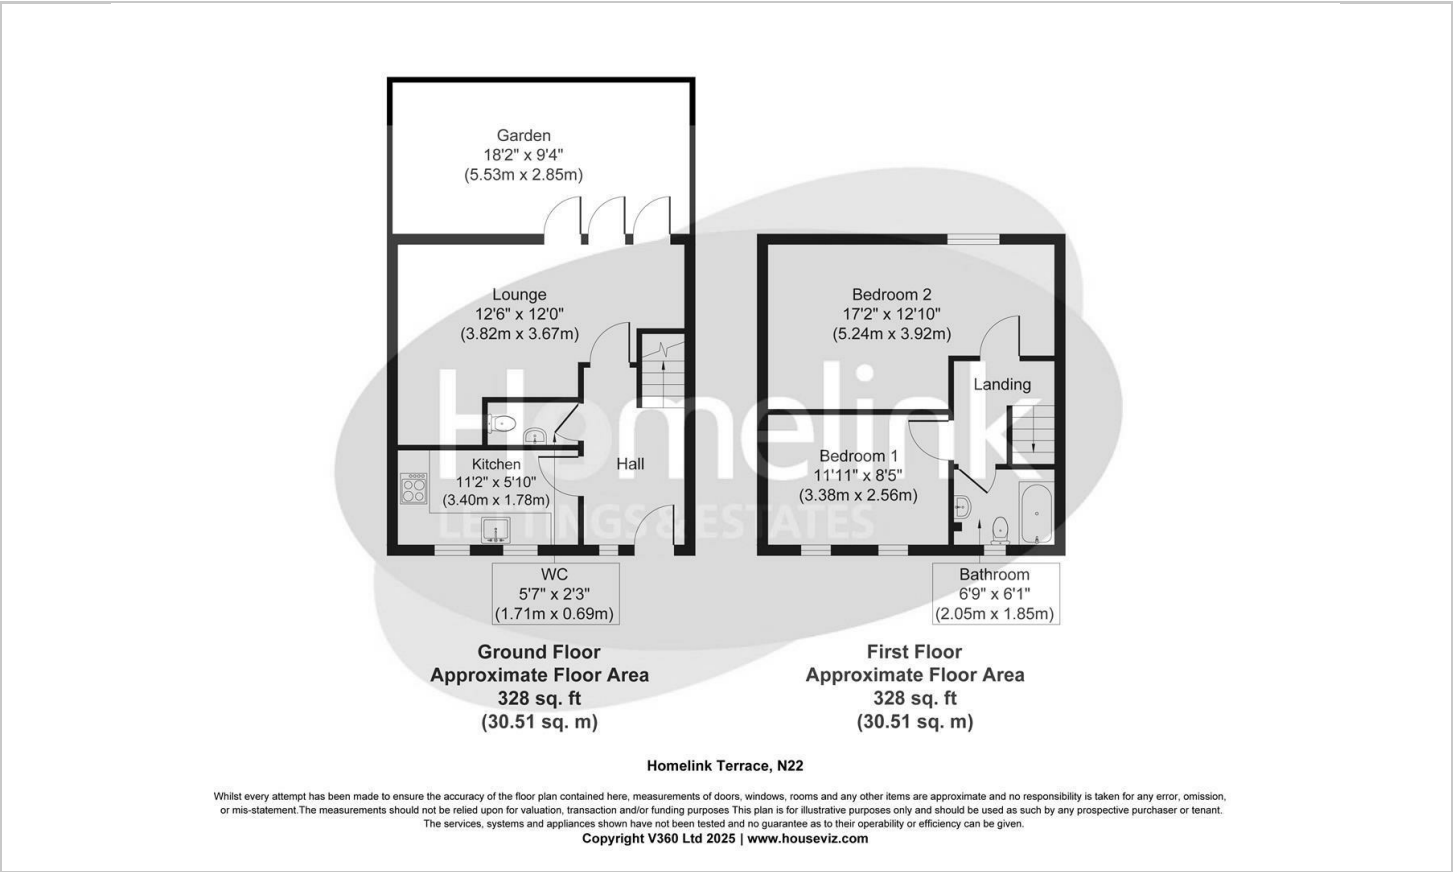 Garden
18'2" x 9'4"
(5.53m x 2.85m)
Lounge
12'6" x 12'0"
(3.82m x 3.67m)
Kitchen
11'2" x 5'10"
(3.40m x 1.78m)
Hall
WC
5'7" x 2'3"
(1.71m x 0.69m)
Ground Floor
Approximate Floor Area
328 sq. ft
(30.51 sq. m)
Bedroom 2
17'2" x 12'10"
(5.24m x 3.92m)
Landing
Bedroom 1
11'11" x 8'5"
(3.38m x 2.56m)
Bathroom
6'9" x 6'1"
(2.05m x 1.85m)
First Floor
Approximate Floor Area
328 sq. ft
(30.51 sq. m)
Homelink
LETTINGS & ESTATES
Homelink Terrace, N22
Whilst every attempt has been made to ensure the accuracy of the floor plan contained here, measurements of doors, windows, rooms and any other items are approximate and no responsibility is taken for any error, omission,
or mis-statement.The measurements should not be relied upon for valuation, transaction and/or funding purposes This plan is for illustrative purposes only and should be used as such by any prospective purchaser or tenant.
The services, systems and appliances shown have not been tested and no guarantee as to their operability or efficiency can be given.
Copyright V360 Ltd 2025 | www.houseviz.com